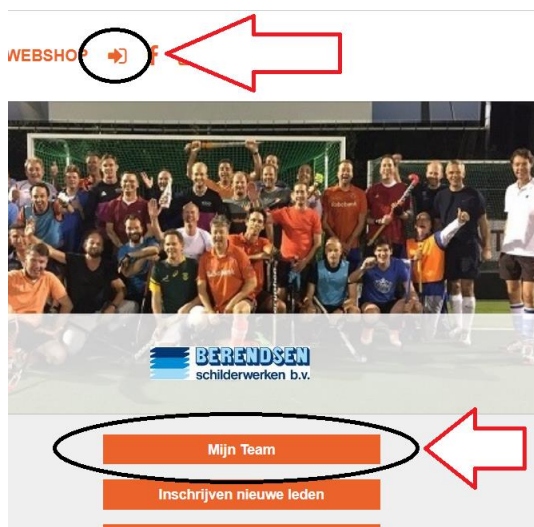 WEBSHOP
BERENDSEN
schilderwerken b.v.
Mijn Team
Inschrijven nieuwe leden